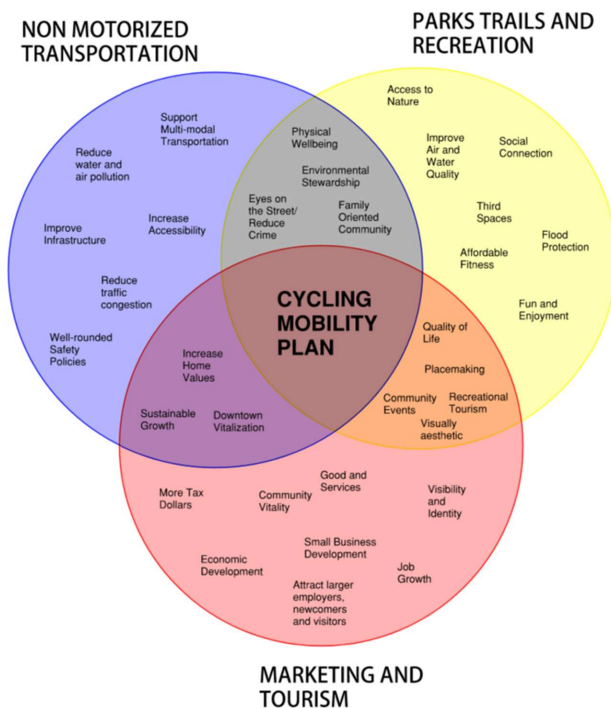 NON MOTORIZED
TRANSPORTATION
PARKS TRAILS AND
RECREATION
Support
Multi-modal
Transportation
Reduce
water and
air pollution
Improve
Infrastructure
Increase
Accessibility
Reduce
traffic
congestion
Well-rounded
Safety
Policies
Physical
Wellbeing
Environmental
Stewardship
Eyes on
the Street/
Reduce
Crime
Family
Oriented
Community
Access to
Nature
Improve
Air and
Water
Quality
Social
Connection
Third
Spaces
Flood
Protection
Affordable
Fitness
Fun and
Enjoyment
CYCLING
MOBILITY
PLAN
Increase
Home
Values
Sustainable
Growth
Downtown
Vitalization
Quality of
Life
Placemaking
Community
Events
Recreational
Tourism
Visually
aesthetic
More Tax
Dollars
Community
Vitality
Good and
Services
Visibility
and
Identity
Economic
Development
Small Business
Development
Job
Growth
Attract larger
employers,
newcomers
and visitors
MARKETING AND
TOURISM